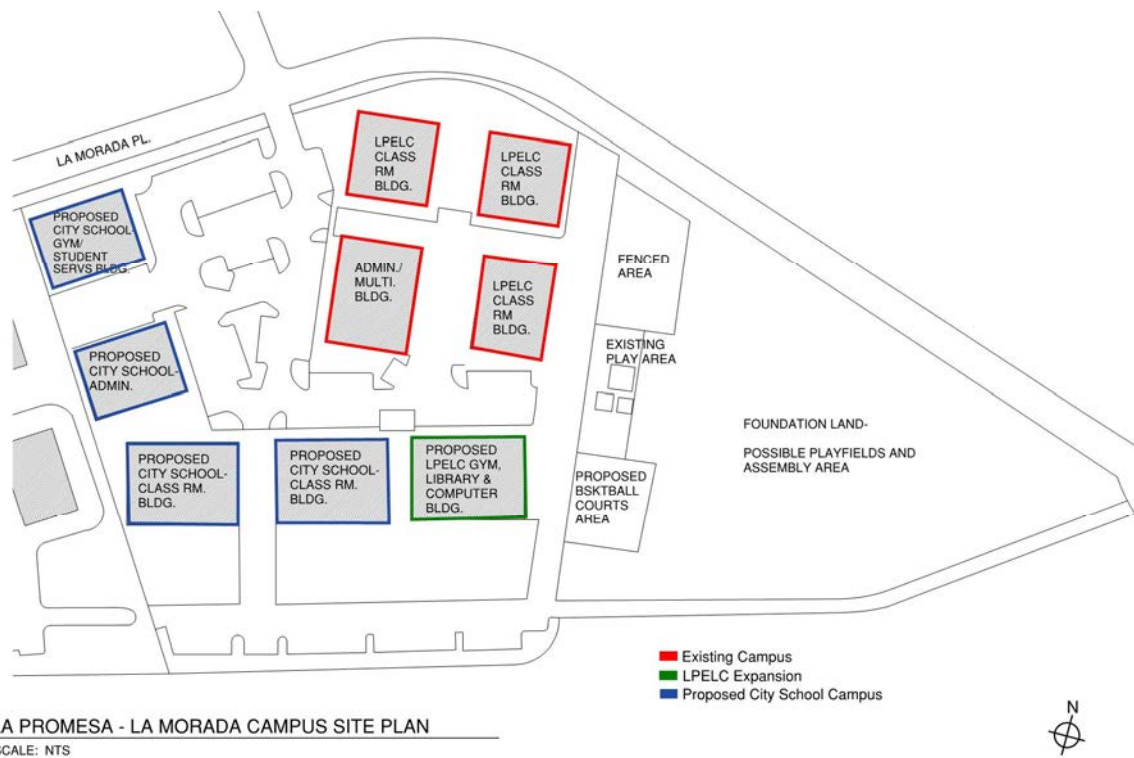 LA MORADA PL.
LPELC
CLASS
RM
BLDG.
LPELC
CLASS
RM
BLDG.
PROPOSED
CITY SCHOOL-
GYM/
STUDENT
SERVS BLDG.
ADMIN./
MULTI.
BLDG.
LPELC
CLASS
RM
BLDG.
FENCED
AREA
EXISTING
PLAY AREA
PROPOSED
CITY SCHOOL-
ADMIN.
FOUNDATION LAND-
POSSIBLE PLAYFIELDS AND
ASSEMBLY AREA
PROPOSED
CITY SCHOOL-
CLASS RM.
BLDG.
PROPOSED
CITY SCHOOL-
CLASS RM.
BLDG.
PROPOSED
LPELC GYM,
LIBRARY &
COMPUTER
BLDG.
PROPOSED
BSKTBALL
COURTS
AREA
Existing Campus
LPELC Expansion
Proposed City School Campus
A PROMESA - LA MORADA CAMPUS SITE PLAN
SCALE: NTS
N